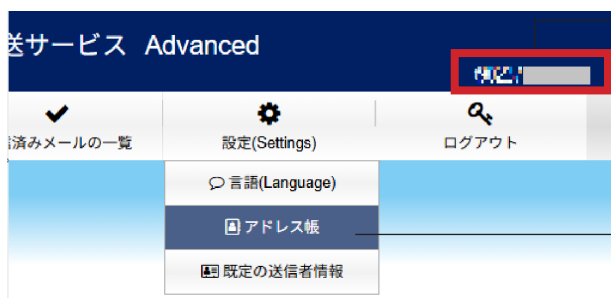 送サービス Advanced
済みメールの一覧
設定(Settings)
ログアウト
言語(Language)
アドレス帳
既定の送信者情報